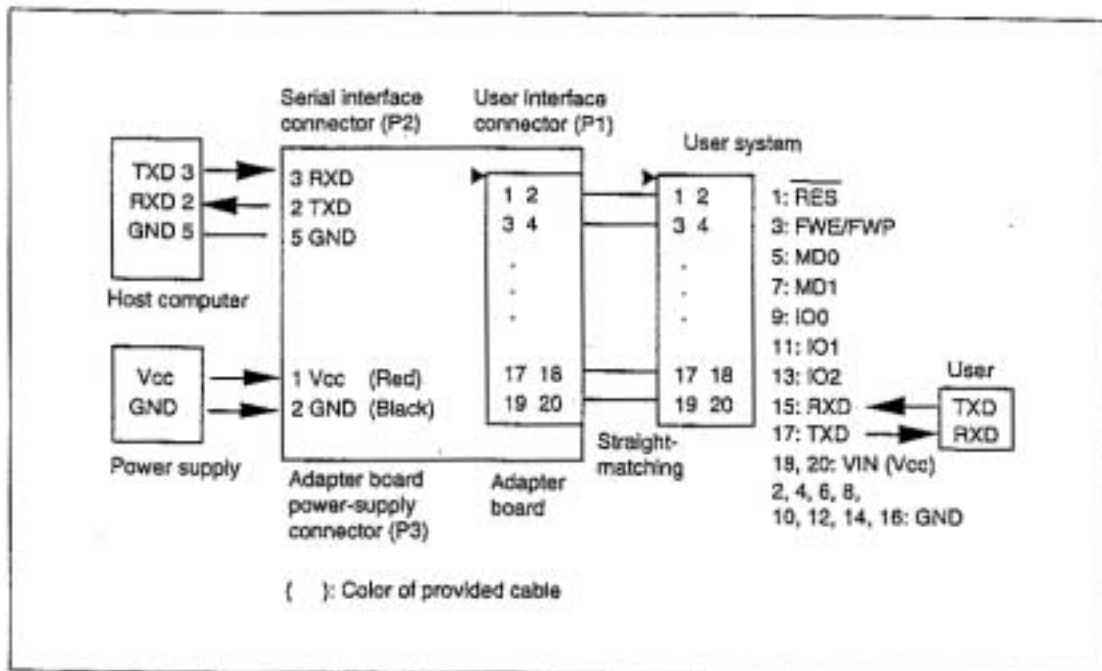 Serial interface
connector (P2)
User Interface
connector (P1)
User system
TXD 3
RXD 2
GND 5
Host computer
3 RXD
2 TXD
5 GND
1 2
3 4
.
.
.
17 18
19 20
1 2
3 4
.
.
.
17 18
19 20
1: R̅E̅S̅
3: FWE/FWP
5: MD0
7: MD1
9: IO0
11: IO1
13: IO2
15: RXD
17: TXD
18, 20: VIN (Vcc)
2, 4, 6, 8,
10, 12, 14, 16: GND
User
TXD
RXD
Vcc
GND
Power supply
1 Vcc (Red)
2 GND (Black)
Adapter board
power-supply
connector (P3)
Adapter
board
Straight-
matching
( ): Color of provided cable